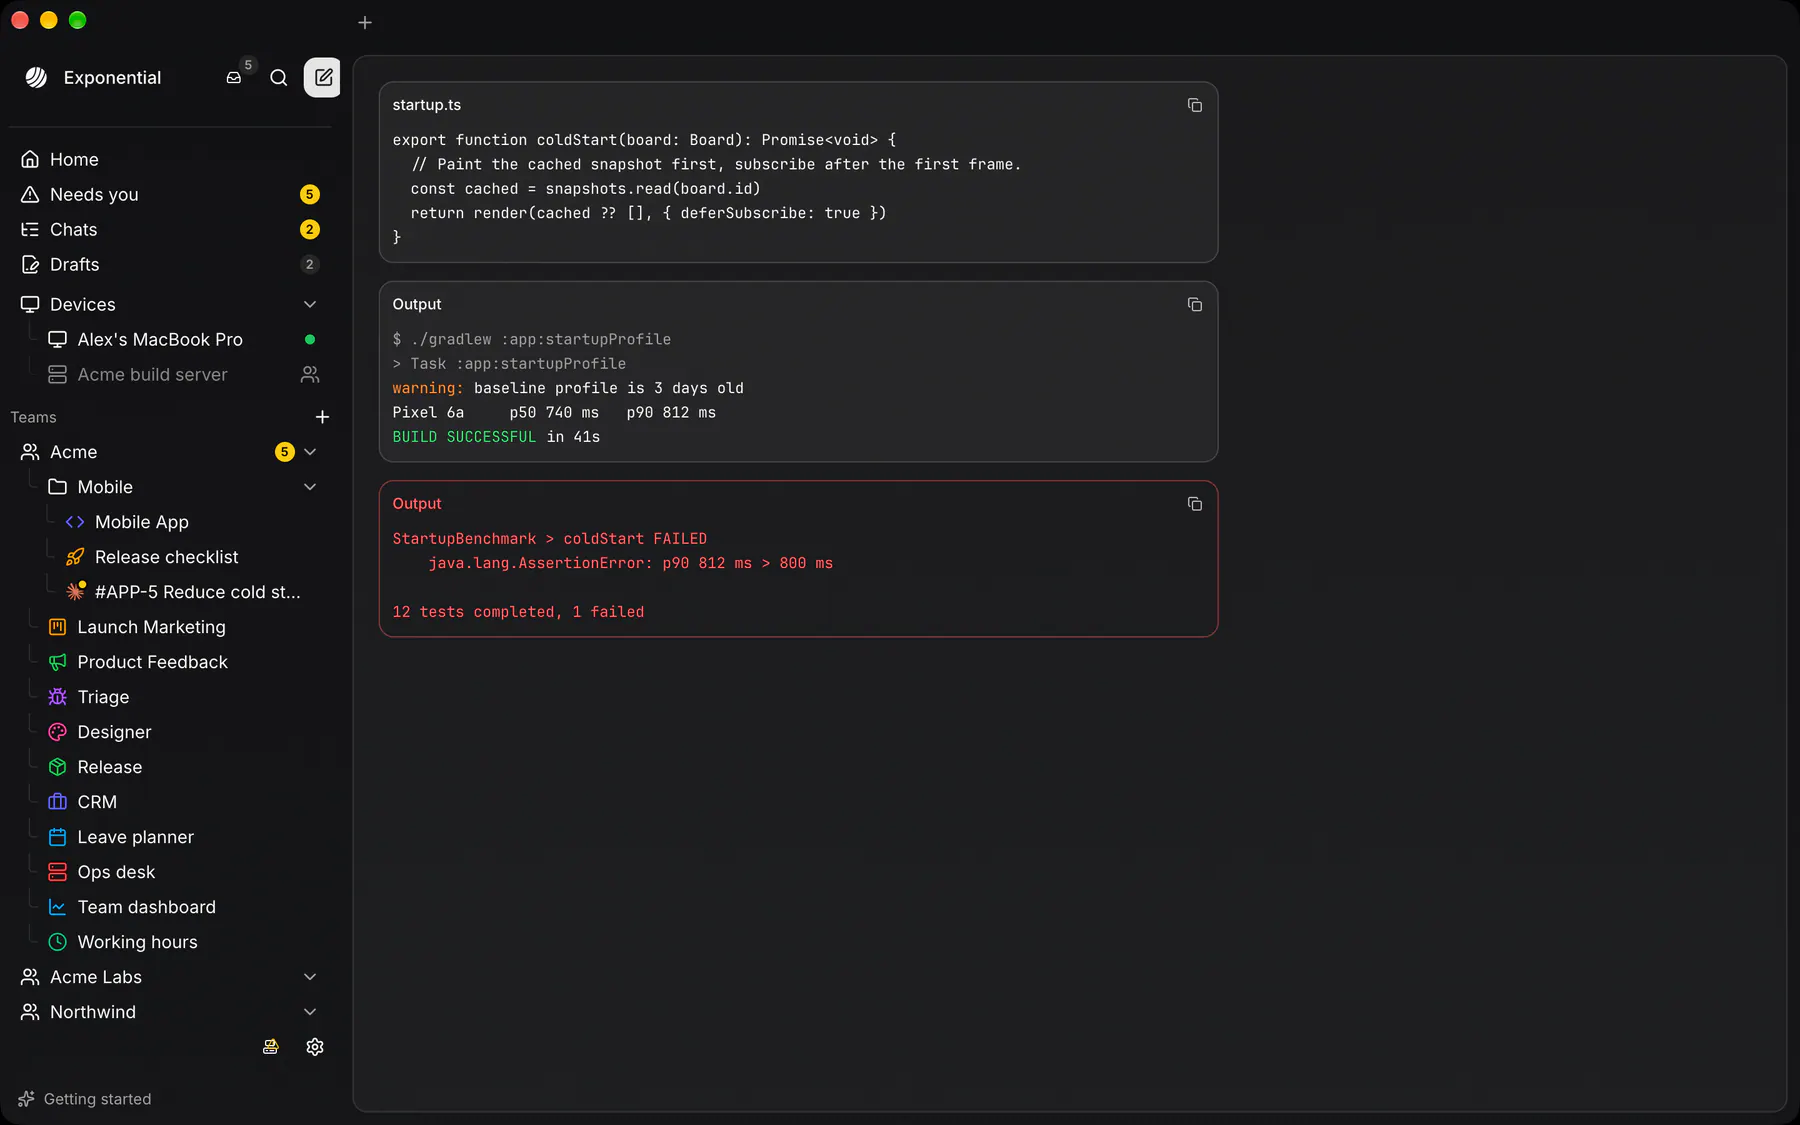 Exponential
5
Home
Needs you
5
Chats
2
Drafts
2
Devices
Alex's MacBook Pro
Acme build server
Teams
Acme
5
Mobile
Mobile App
Release checklist
#APP-5 Reduce cold st...
Launch Marketing
Product Feedback
Triage
Designer
Release
CRM
Leave planner
Ops desk
Team dashboard
Working hours
Acme Labs
Northwind
Getting started
startup.ts
export function coldStart(board: Board): Promise<void> {
  // Paint the cached snapshot first, subscribe after the first frame.
  const cached = snapshots.read(board.id)
  return render(cached ?? [], { deferSubscribe: true })
}
Output
$ ./gradlew :app:startupProfile
> Task :app:startupProfile
warning: baseline profile is 3 days old
Pixel 6a     p50 740 ms   p90 812 ms
BUILD SUCCESSFUL in 41s
Output
StartupBenchmark > coldStart FAILED
    java.lang.AssertionError: p90 812 ms > 800 ms
12 tests completed, 1 failed